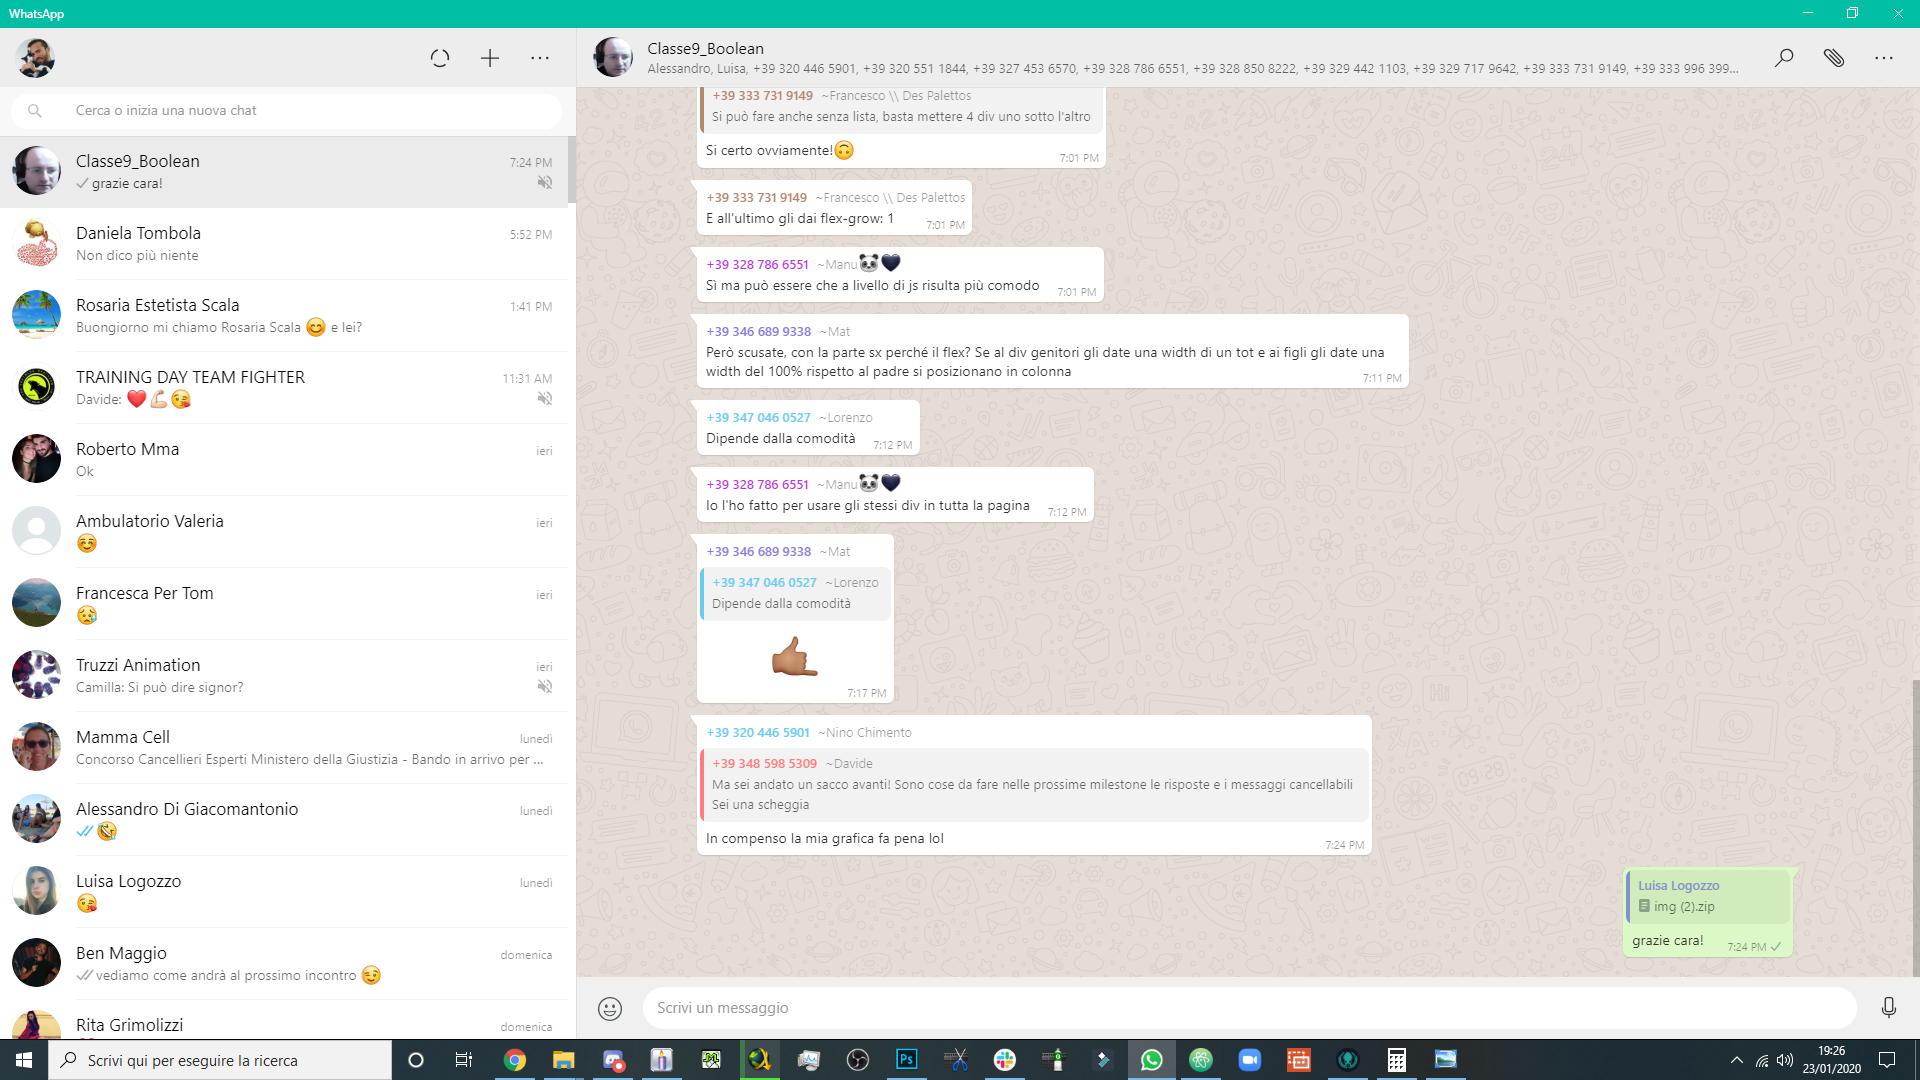 WhatsApp
Cerca o inizia una nuova chat
Classe9_Boolean
7:24 PM
grazie cara!
Daniela Tombola
5:52 PM
Non dico più niente
Rosaria Estetista Scala
1:41 PM
Buongiorno mi chiamo Rosaria Scala 😊 e lei?
TRAINING DAY TEAM FIGHTER
11:31 AM
Davide: ❤️💪🏻😘
Roberto Mma
ieri
Ok
Ambulatorio Valeria
ieri
Francesca Per Tom
ieri
Truzzi Animation
ieri
Camilla: Si può dire signor?
Mamma Cell
lunedì
Concorso Cancellieri Esperti Ministero della Giustizia - Bando in arrivo per ...
Alessandro Di Giacomantonio
lunedì
Luisa Logozzo
lunedì
Ben Maggio
domenica
vediamo come andrà al prossimo incontro 😏
Rita Grimolizzi
domenica
Classe9_Boolean
Alessandro, Luisa, +39 320 446 5901, +39 320 551 1844, +39 327 453 6570, +39 328 786 6551, +39 328 850 8222, +39 329 442 1103, +39 329 717 9642, +39 333 731 9149, +39 333 996 399...
+39 333 731 9149 ~Francesco \\ Des Palettos
Si può fare anche senza lista, basta mettere 4 div uno sotto l'altro
Si certo ovviamente!🙃
7:01 PM
+39 333 731 9149 ~Francesco \\ Des Palettos
E all'ultimo gli dai flex-grow: 1
7:01 PM
+39 328 786 6551 ~Manu🐼🖤
Sì ma può essere che a livello di js risulta più comodo
7:01 PM
+39 346 689 9338 ~Mat
Però scusate, con la parte sx perché il flex? Se al div genitori gli date una width di un tot e ai figli gli date una
width del 100% rispetto al padre si posizionano in colonna
7:11 PM
+39 347 046 0527 ~Lorenzo
Dipende dalla comodità
7:12 PM
+39 328 786 6551 ~Manu🐼🖤
Io l'ho fatto per usare gli stessi div in tutta la pagina
7:12 PM
+39 346 689 9338 ~Mat
+39 347 046 0527 ~Lorenzo
Dipende dalla comodità
7:17 PM
+39 320 446 5901 ~Nino Chimento
+39 348 598 5309 ~Davide
Ma sei andato un sacco avanti! Sono cose da fare nelle prossime milestone le risposte e i messaggi cancellabili
Sei una scheggia
In compenso la mia grafica fa pena lol
7:24 PM
Luisa Logozzo
img (2).zip
grazie cara!
7:24 PM
Scrivi un messaggio
Scrivi qui per eseguire la ricerca
Ps
19:26
23/01/2020